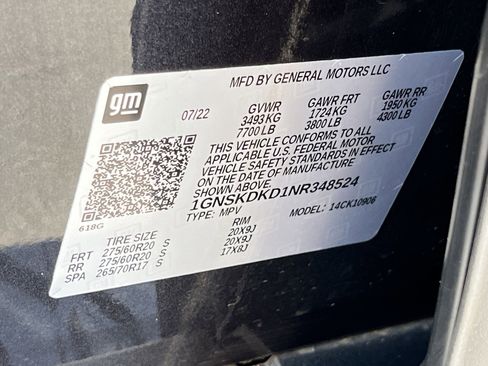 gm
MFD BY GENERAL MOTORS LLC
07/22 GVWR GAWR FRT GAWR RR
3493 KG 1724 KG 1950 KG
7700 LB 3800 LB 4300 LB
THIS VEHICLE CONFORMS TO ALL
APPLICABLE U.S. FEDERAL MOTOR
VEHICLE SAFETY STANDARDS IN EFFECT
ON THE DATE OF MANUFACTURE
SHOWN ABOVE.
1GNSKDKD1NR348524
618G TYPE: MPV MODEL: 14CK10906
TIRE SIZE RIM
FRT 275/60R20 S 20X9J
RR 275/60R20 S 20X9J
SPA 265/70R17 S 17X8J